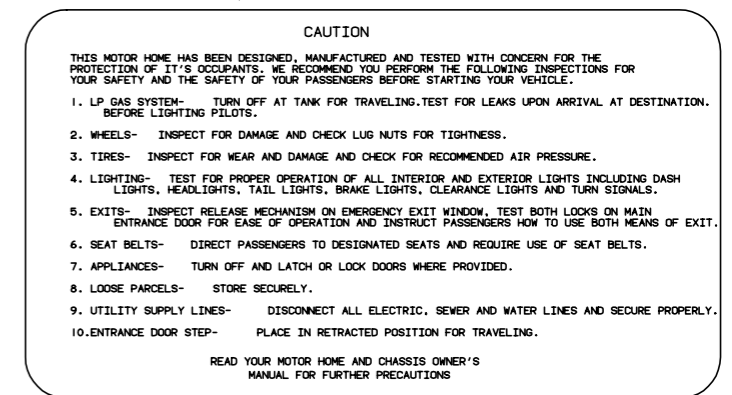 CAUTION
THIS MOTOR HOME HAS BEEN DESIGNED, MANUFACTURED AND TESTED WITH CONCERN FOR THE
PROTECTION OF IT'S OCCUPANTS. WE RECOMMEND YOU PERFORM THE FOLLOWING INSPECTIONS FOR
YOUR SAFETY AND THE SAFETY OF YOUR PASSENGERS BEFORE STARTING YOUR VEHICLE.
1. LP GAS SYSTEM- TURN OFF AT TANK FOR TRAVELING.TEST FOR LEAKS UPON ARRIVAL AT DESTINATION.
BEFORE LIGHTING PILOTS.
2. WHEELS- INSPECT FOR DAMAGE AND CHECK LUG NUTS FOR TIGHTNESS.
3. TIRES- INSPECT FOR WEAR AND DAMAGE AND CHECK FOR RECOMMENDED AIR PRESSURE.
4. LIGHTING- TEST FOR PROPER OPERATION OF ALL INTERIOR AND EXTERIOR LIGHTS INCLUDING DASH
LIGHTS, HEADLIGHTS, TAIL LIGHTS, BRAKE LIGHTS, CLEARANCE LIGHTS AND TURN SIGNALS.
5. EXITS- INSPECT RELEASE MECHANISM ON EMERGENCY EXIT WINDOW, TEST BOTH LOCKS ON MAIN
ENTRANCE DOOR FOR EASE OF OPERATION AND INSTRUCT PASSENGERS HOW TO USE BOTH MEANS OF EXIT.
6. SEAT BELTS- DIRECT PASSENGERS TO DESIGNATED SEATS AND REQUIRE USE OF SEAT BELTS.
7. APPLIANCES- TURN OFF AND LATCH OR LOCK DOORS WHERE PROVIDED.
8. LOOSE PARCELS- STORE SECURELY.
9. UTILITY SUPPLY LINES- DISCONNECT ALL ELECTRIC, SEWER AND WATER LINES AND SECURE PROPERLY.
10.ENTRANCE DOOR STEP- PLACE IN RETRACTED POSITION FOR TRAVELING.
READ YOUR MOTOR HOME AND CHASSIS OWNER'S
MANUAL FOR FURTHER PRECAUTIONS